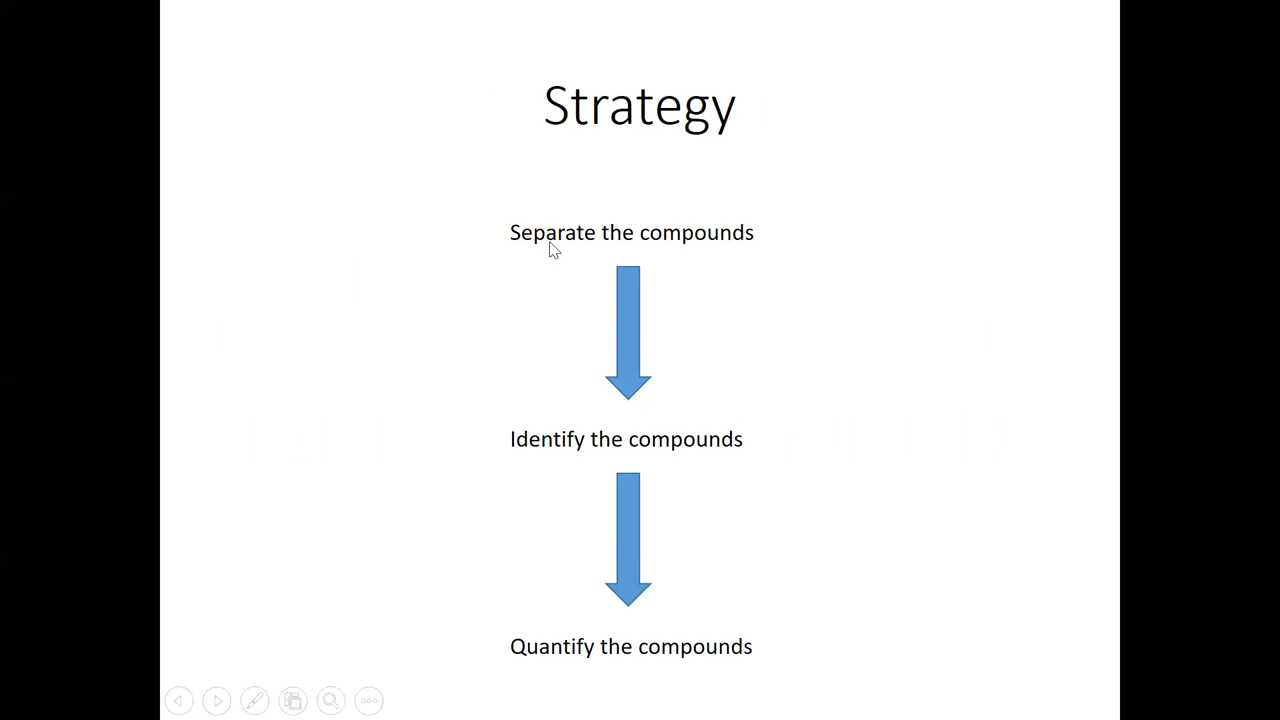 Strategy
Separate the compounds
Identify the compounds
Quantify the compounds